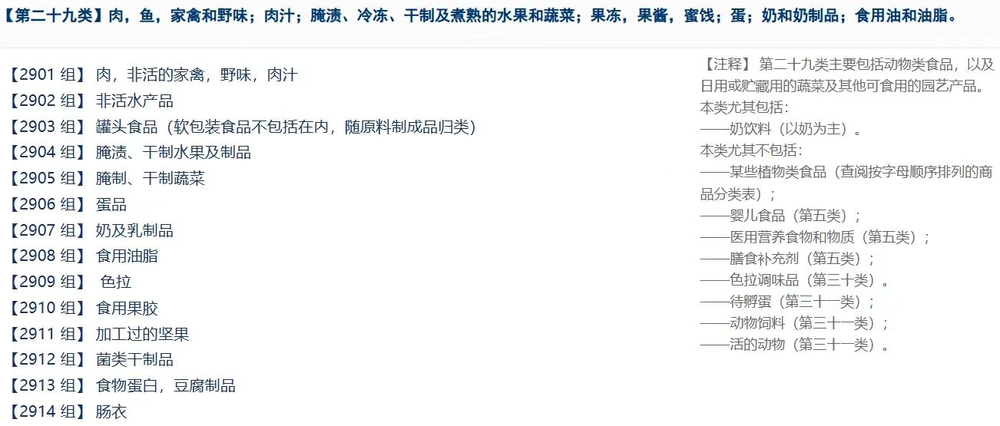 【第二十九类】肉，鱼，家禽和野味；肉汁；腌渍、冷冻、干制及煮熟的水果和蔬菜；果冻，果酱，蜜饯；蛋；奶和奶制品；食用油和油脂。
【2901 组】 肉，非活的家禽，野味，肉汁
【2902 组】 非活水产品
【2903 组】 罐头食品（软包装食品不包括在内，随原料制成品归类）
【2904 组】 腌渍、干制水果及制品
【2905 组】 腌制、干制蔬菜
【2906 组】 蛋品
【2907 组】 奶及乳制品
【2908 组】 食用油脂
【2909 组】 色拉
【2910 组】 食用果胶
【2911 组】 加工过的坚果
【2912 组】 菌类干制品
【2913 组】 食物蛋白，豆腐制品
【2914 组】 肠衣
【注释】 第二十九类主要包括动物类食品，以及
日用或贮藏用的蔬菜及其他可食用的园艺产品。
本类尤其包括：
——奶饮料（以奶为主）。
本类尤其不包括：
——某些植物类食品（查阅按字母顺序排列的商
品分类表）；
——婴儿食品（第五类）；
——医用营养食物和物质（第五类）；
——膳食补充剂（第五类）；
——色拉调味品（第三十类）。
——待孵蛋（第三十一类）；
——动物饲料（第三十一类）；
——活的动物（第三十一类）。